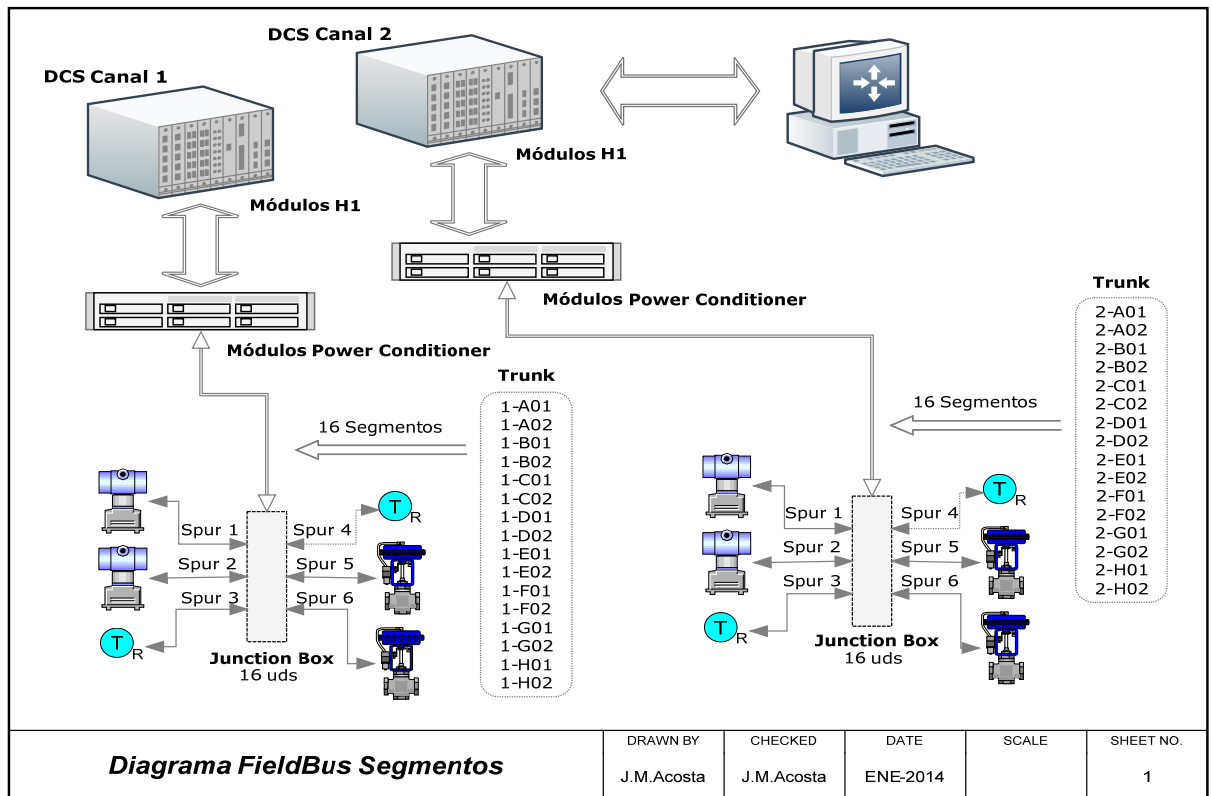 DCS Canal 2
DCS Canal 1
Módulos H1
Módulos H1
Módulos Power Conditioner
Módulos Power Conditioner
Trunk
1-A01
1-A02
1-B01
1-B02
1-C01
1-C02
1-D01
1-D02
1-E01
1-E02
1-F01
1-F02
1-G01
1-G02
1-H01
1-H02
16 Segmentos
Spur 1
Spur 2
Spur 3
Spur 4
Spur 5
Spur 6
T
R
T
R
Junction Box
16 uds
Trunk
2-A01
2-A02
2-B01
2-B02
2-C01
2-C02
2-D01
2-D02
2-E01
2-E02
2-F01
2-F02
2-G01
2-G02
2-H01
2-H02
16 Segmentos
Spur 1
Spur 2
Spur 3
Spur 4
Spur 5
Spur 6
T
R
T
R
Junction Box
16 uds
Diagrama FieldBus Segmentos
DRAWN BY
J.M.Acosta
CHECKED
J.M.Acosta
DATE
ENE-2014
SCALE
SHEET NO.
1